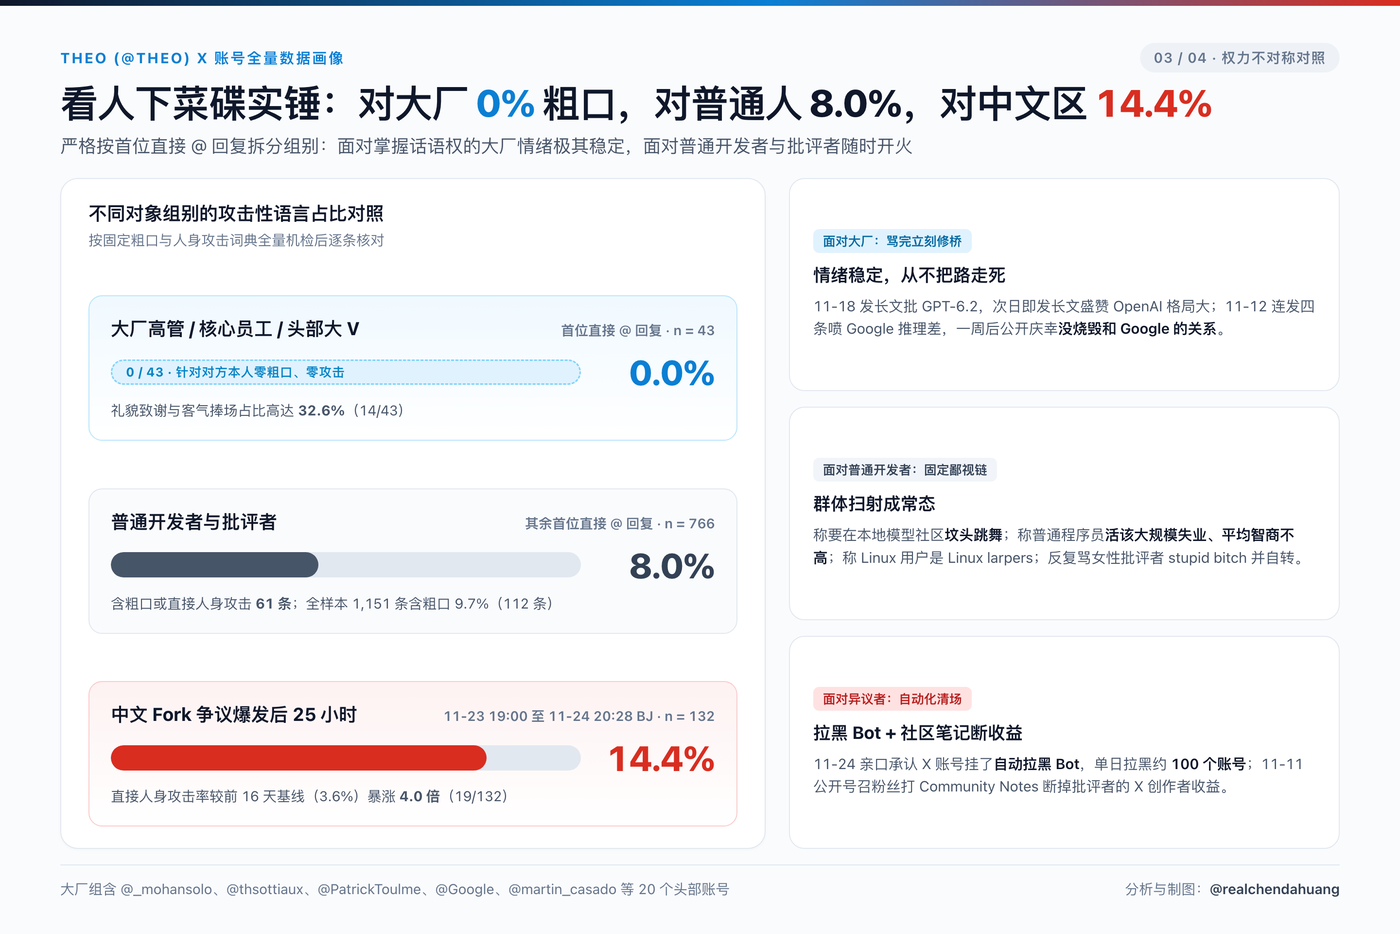 THEO (@THEO) X 账号全量数据画像
03 / 04 · 权力不对称对照
看人下菜碟实锤：对大厂 0% 粗口，对普通人 8.0%，对中文区 14.4%
严格按首位直接 @ 回复拆分组别：面对掌握话语权的大厂情绪极其稳定，面对普通开发者与批评者随时开火
不同对象组别的攻击性语言占比对照
按固定粗口与人身攻击词典全量机检后逐条核对
大厂高管 / 核心员工 / 头部大 V
首位直接 @ 回复 · n = 43
0 / 43 · 针对对方本人零粗口、零攻击
0.0%
礼貌致谢与客气捧场占比高达 32.6%（14/43）
普通开发者与批评者
其余首位直接 @ 回复 · n = 766
8.0%
含粗口或直接人身攻击 61 条；全样本 1,151 条含粗口 9.7%（112 条）
中文 Fork 争议爆发后 25 小时
11-23 19:00 至 11-24 20:28 BJ · n = 132
14.4%
直接人身攻击率较前 16 天基线（3.6%）暴涨 4.0 倍（19/132）
面对大厂：骂完立刻修桥
情绪稳定，从不把路走死
11-18 发长文批 GPT-6.2，次日即发长文盛赞 OpenAI 格局大；11-12 连发四
条喷 Google 推理差，一周后公开庆幸没烧毁和 Google 的关系。
面对普通开发者：固定鄙视链
群体扫射成常态
称要在本地模型社区坟头跳舞；称普通程序员活该大规模失业、平均智商不
高；称 Linux 用户是 Linux larpers；反复骂女性批评者 stupid bitch 并自转。
面对异议者：自动化清场
拉黑 Bot + 社区笔记断收益
11-24 亲口承认 X 账号挂了自动拉黑 Bot，单日拉黑约 100 个账号；11-11
公开号召粉丝打 Community Notes 断掉批评者的 X 创作者收益。
大厂组含 @_mohansolo、@thsottiaux、@PatrickToulme、@Google、@martin_casado 等 20 个头部账号
分析与制图：@realchendahuang